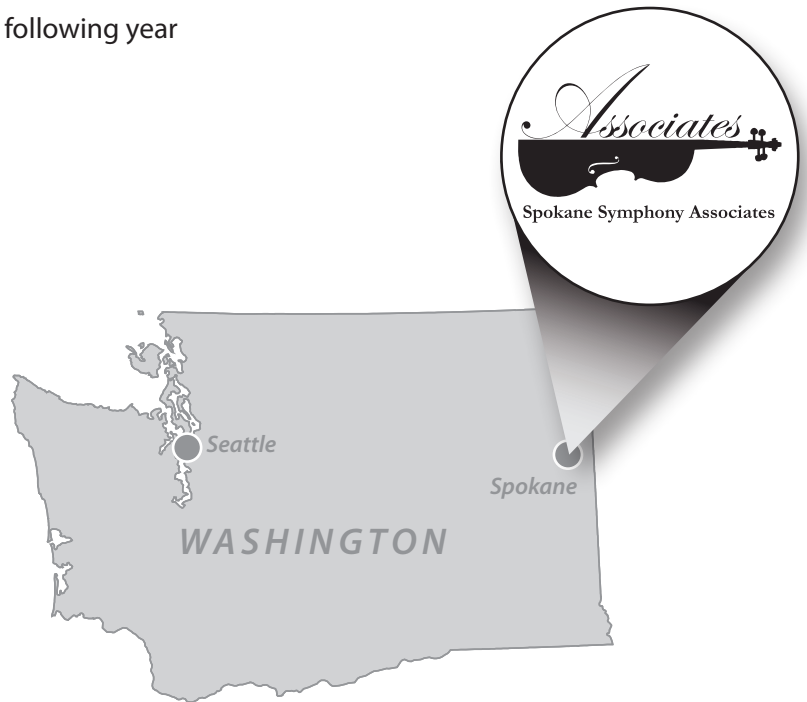 following year
Associates
Spokane Symphony Associates
Seattle
Spokane
WASHINGTON